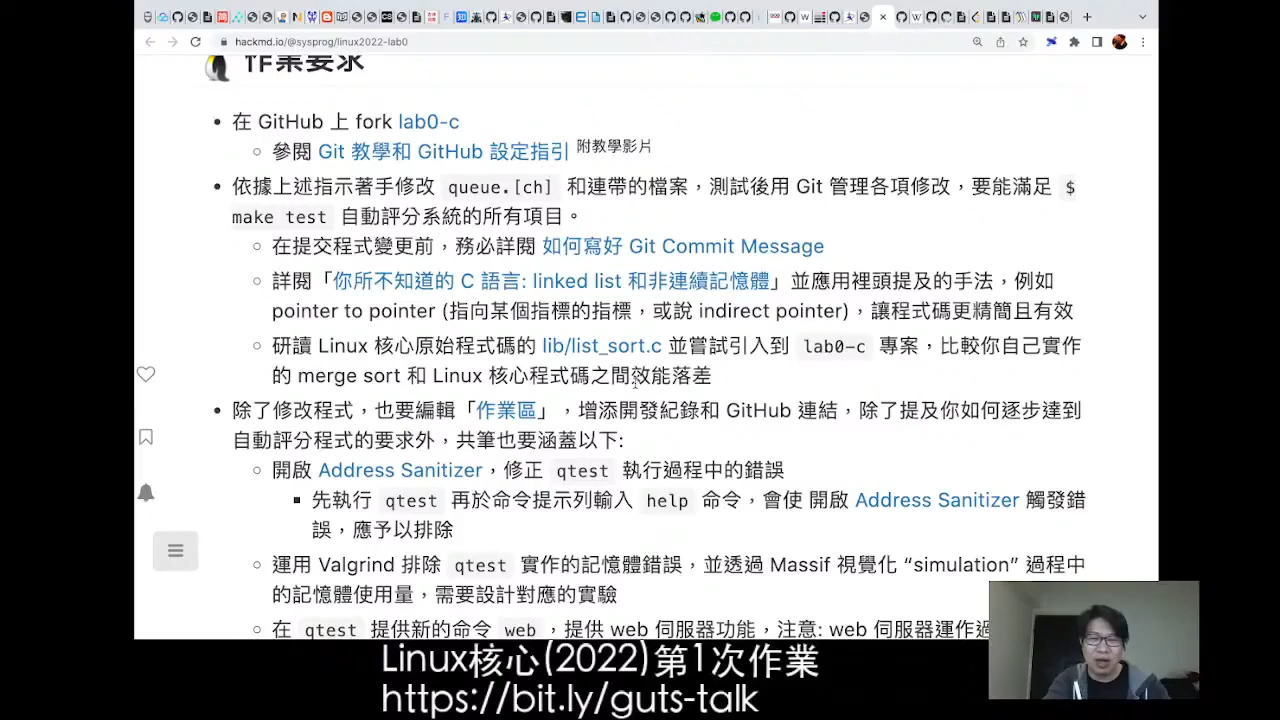 hackmd.io/@sysprog/linux2022-lab0
作業要求
在 GitHub 上 fork lab0-c
參閱 Git 教學和 GitHub 設定指引 附教學影片
依據上述指示著手修改 queue.[ch] 和連帶的檔案，測試後用 Git 管理各項修改，要能滿足 $
make test 自動評分系統的所有項目。
在提交程式變更前，務必詳閱 如何寫好 Git Commit Message
詳閱「你所不知道的 C 語言: linked list 和非連續記憶體」並應用裡頭提及的手法，例如
pointer to pointer (指向某個指標的指標，或說 indirect pointer)，讓程式碼更精簡且有效
研讀 Linux 核心原始程式碼的 lib/list_sort.c 並嘗試引入到 lab0-c 專案，比較你自己實作
的 merge sort 和 Linux 核心程式碼之間效能落差
除了修改程式，也要編輯「作業區」，增添開發紀錄和 GitHub 連結，除了提及你如何逐步達到
自動評分程式的要求外，共筆也要涵蓋以下:
開啟 Address Sanitizer，修正 qtest 執行過程中的錯誤
先執行 qtest 再於命令提示列輸入 help 命令，會使 開啟 Address Sanitizer 觸發錯
誤，應予以排除
運用 Valgrind 排除 qtest 實作的記憶體錯誤，並透過 Massif 視覺化 “simulation” 過程中
的記憶體使用量，需要設計對應的實驗
在 qtest 提供新的命令 web ，提供 web 伺服器功能，注意: web 伺服器運作過
Linux核心(2022)第1次作業
https://bit.ly/guts-talk